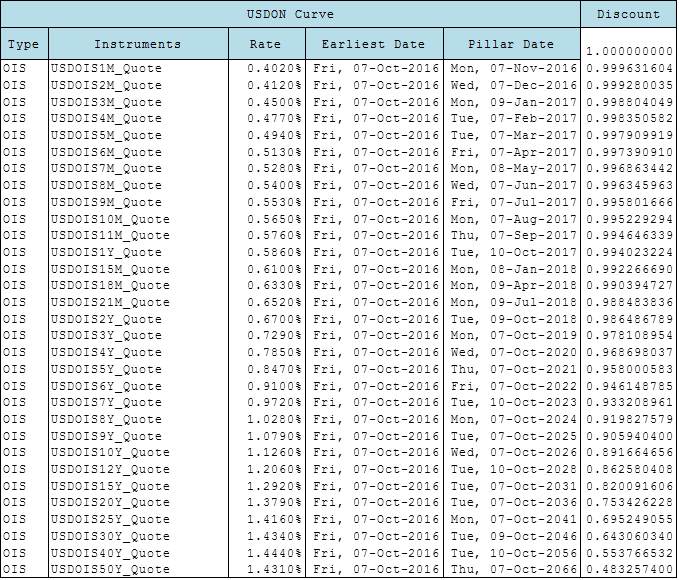 USDON Curve Discount
Type Instruments Rate Earliest Date Pillar Date 1.000000000
OIS USDOIS1M_Quote 0.4020% Fri, 07-Oct-2016 Mon, 07-Nov-2016 0.999631604
OIS USDOIS2M_Quote 0.4120% Fri, 07-Oct-2016 Wed, 07-Dec-2016 0.999280035
OIS USDOIS3M_Quote 0.4500% Fri, 07-Oct-2016 Mon, 09-Jan-2017 0.998804049
OIS USDOIS4M_Quote 0.4770% Fri, 07-Oct-2016 Tue, 07-Feb-2017 0.998350582
OIS USDOIS5M_Quote 0.4940% Fri, 07-Oct-2016 Tue, 07-Mar-2017 0.997909919
OIS USDOIS6M_Quote 0.5130% Fri, 07-Oct-2016 Fri, 07-Apr-2017 0.997390910
OIS USDOIS7M_Quote 0.5280% Fri, 07-Oct-2016 Mon, 08-May-2017 0.996863442
OIS USDOIS8M_Quote 0.5400% Fri, 07-Oct-2016 Wed, 07-Jun-2017 0.996345963
OIS USDOIS9M_Quote 0.5530% Fri, 07-Oct-2016 Fri, 07-Jul-2017 0.995801666
OIS USDOIS10M_Quote 0.5650% Fri, 07-Oct-2016 Mon, 07-Aug-2017 0.995229294
OIS USDOIS11M_Quote 0.5760% Fri, 07-Oct-2016 Thu, 07-Sep-2017 0.994646339
OIS USDOIS1Y_Quote 0.5860% Fri, 07-Oct-2016 Tue, 10-Oct-2017 0.994023224
OIS USDOIS15M_Quote 0.6100% Fri, 07-Oct-2016 Mon, 08-Jan-2018 0.992266690
OIS USDOIS18M_Quote 0.6330% Fri, 07-Oct-2016 Mon, 09-Apr-2018 0.990394727
OIS USDOIS21M_Quote 0.6520% Fri, 07-Oct-2016 Mon, 09-Jul-2018 0.988483836
OIS USDOIS2Y_Quote 0.6700% Fri, 07-Oct-2016 Tue, 09-Oct-2018 0.986486789
OIS USDOIS3Y_Quote 0.7290% Fri, 07-Oct-2016 Mon, 07-Oct-2019 0.978108954
OIS USDOIS4Y_Quote 0.7850% Fri, 07-Oct-2016 Wed, 07-Oct-2020 0.968698037
OIS USDOIS5Y_Quote 0.8470% Fri, 07-Oct-2016 Thu, 07-Oct-2021 0.958000583
OIS USDOIS6Y_Quote 0.9100% Fri, 07-Oct-2016 Fri, 07-Oct-2022 0.946148785
OIS USDOIS7Y_Quote 0.9720% Fri, 07-Oct-2016 Tue, 10-Oct-2023 0.933208961
OIS USDOIS8Y_Quote 1.0280% Fri, 07-Oct-2016 Mon, 07-Oct-2024 0.919827579
OIS USDOIS9Y_Quote 1.0790% Fri, 07-Oct-2016 Tue, 07-Oct-2025 0.905940400
OIS USDOIS10Y_Quote 1.1260% Fri, 07-Oct-2016 Wed, 07-Oct-2026 0.891664656
OIS USDOIS12Y_Quote 1.2060% Fri, 07-Oct-2016 Tue, 10-Oct-2028 0.862580408
OIS USDOIS15Y_Quote 1.2920% Fri, 07-Oct-2016 Tue, 07-Oct-2031 0.820091606
OIS USDOIS20Y_Quote 1.3790% Fri, 07-Oct-2016 Tue, 07-Oct-2036 0.753426228
OIS USDOIS25Y_Quote 1.4160% Fri, 07-Oct-2016 Mon, 07-Oct-2041 0.695249055
OIS USDOIS30Y_Quote 1.4340% Fri, 07-Oct-2016 Tue, 09-Oct-2046 0.643060340
OIS USDOIS40Y_Quote 1.4440% Fri, 07-Oct-2016 Tue, 10-Oct-2056 0.553766532
OIS USDOIS50Y_Quote 1.4310% Fri, 07-Oct-2016 Thu, 07-Oct-2066 0.483257400